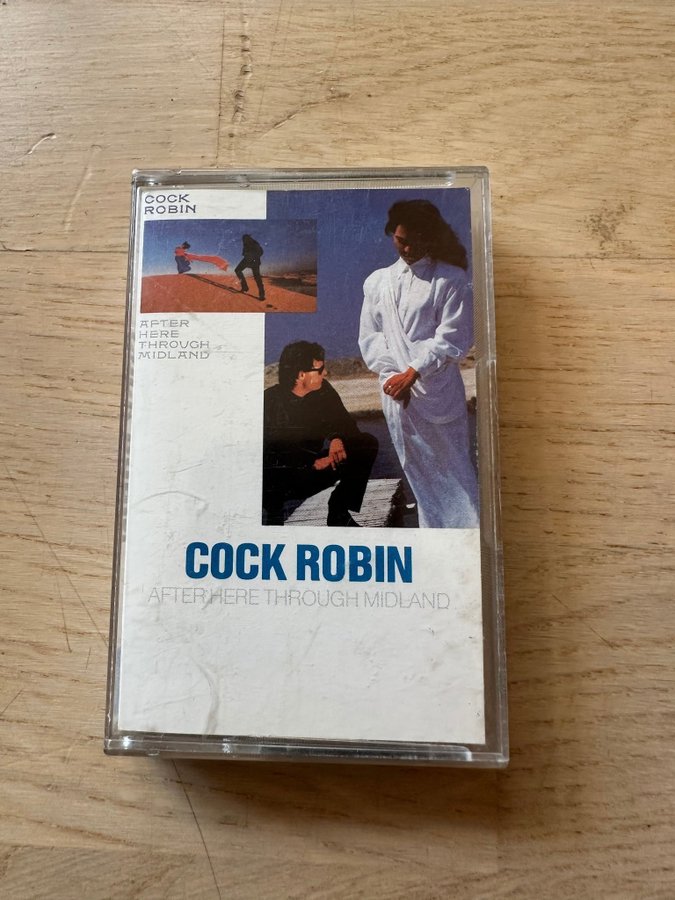 COCK
ROBIN
AFTER
HERE
THROUGH
MIDLAND
COCK ROBIN
AFTER HERE THROUGH MIDLAND